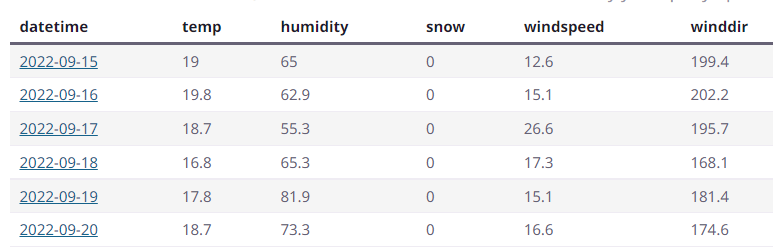 datetime temp humidity snow windspeed winddir
2022-09-15 19 65 0 12.6 199.4
2022-09-16 19.8 62.9 0 15.1 202.2
2022-09-17 18.7 55.3 0 26.6 195.7
2022-09-18 16.8 65.3 0 17.3 168.1
2022-09-19 17.8 81.9 0 15.1 181.4
2022-09-20 18.7 73.3 0 16.6 174.6